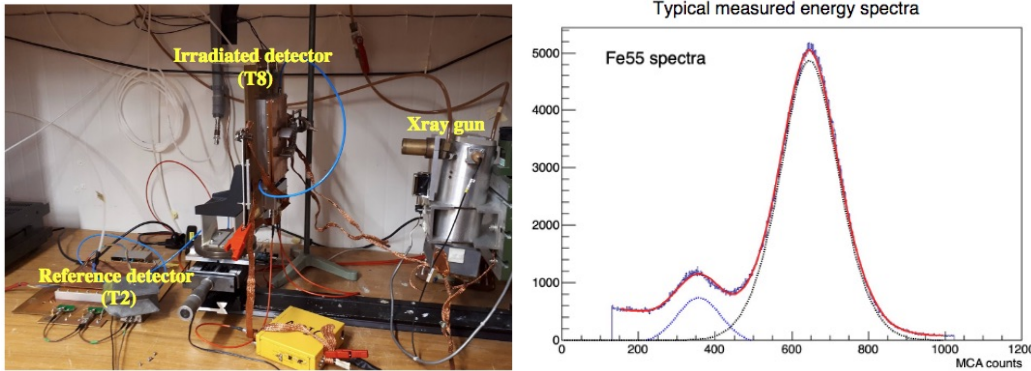 Irradiated detector
(T8)
Xray gun
Reference detector
(T2)
Typical measured energy spectra
Fe55 spectra
5000
4000
3000
2000
1000
0
0
200
400
600
800
1000
1200
MCA counts